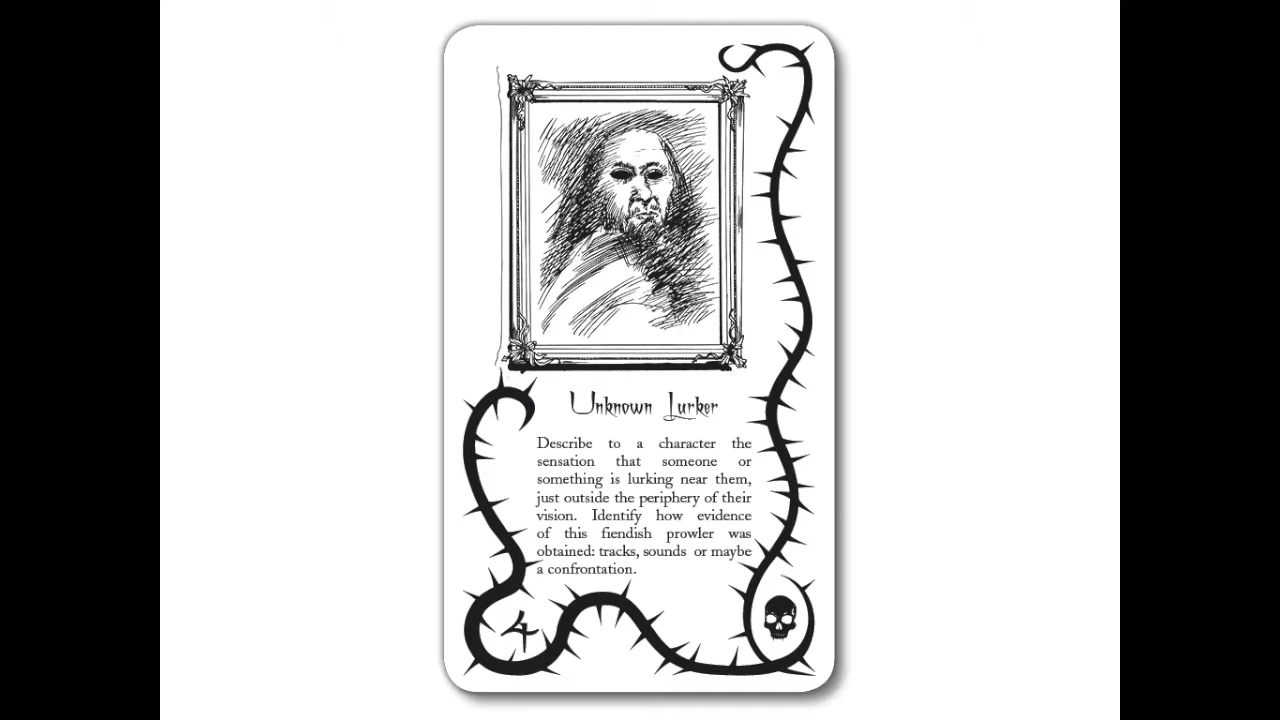 Unknown Lurker
Describe to a character the
sensation that someone or
something is lurking near them,
just outside the periphery of their
vision. Identify how evidence
of this fiendish prowler was
obtained: tracks, sounds or maybe
a confrontation.
4